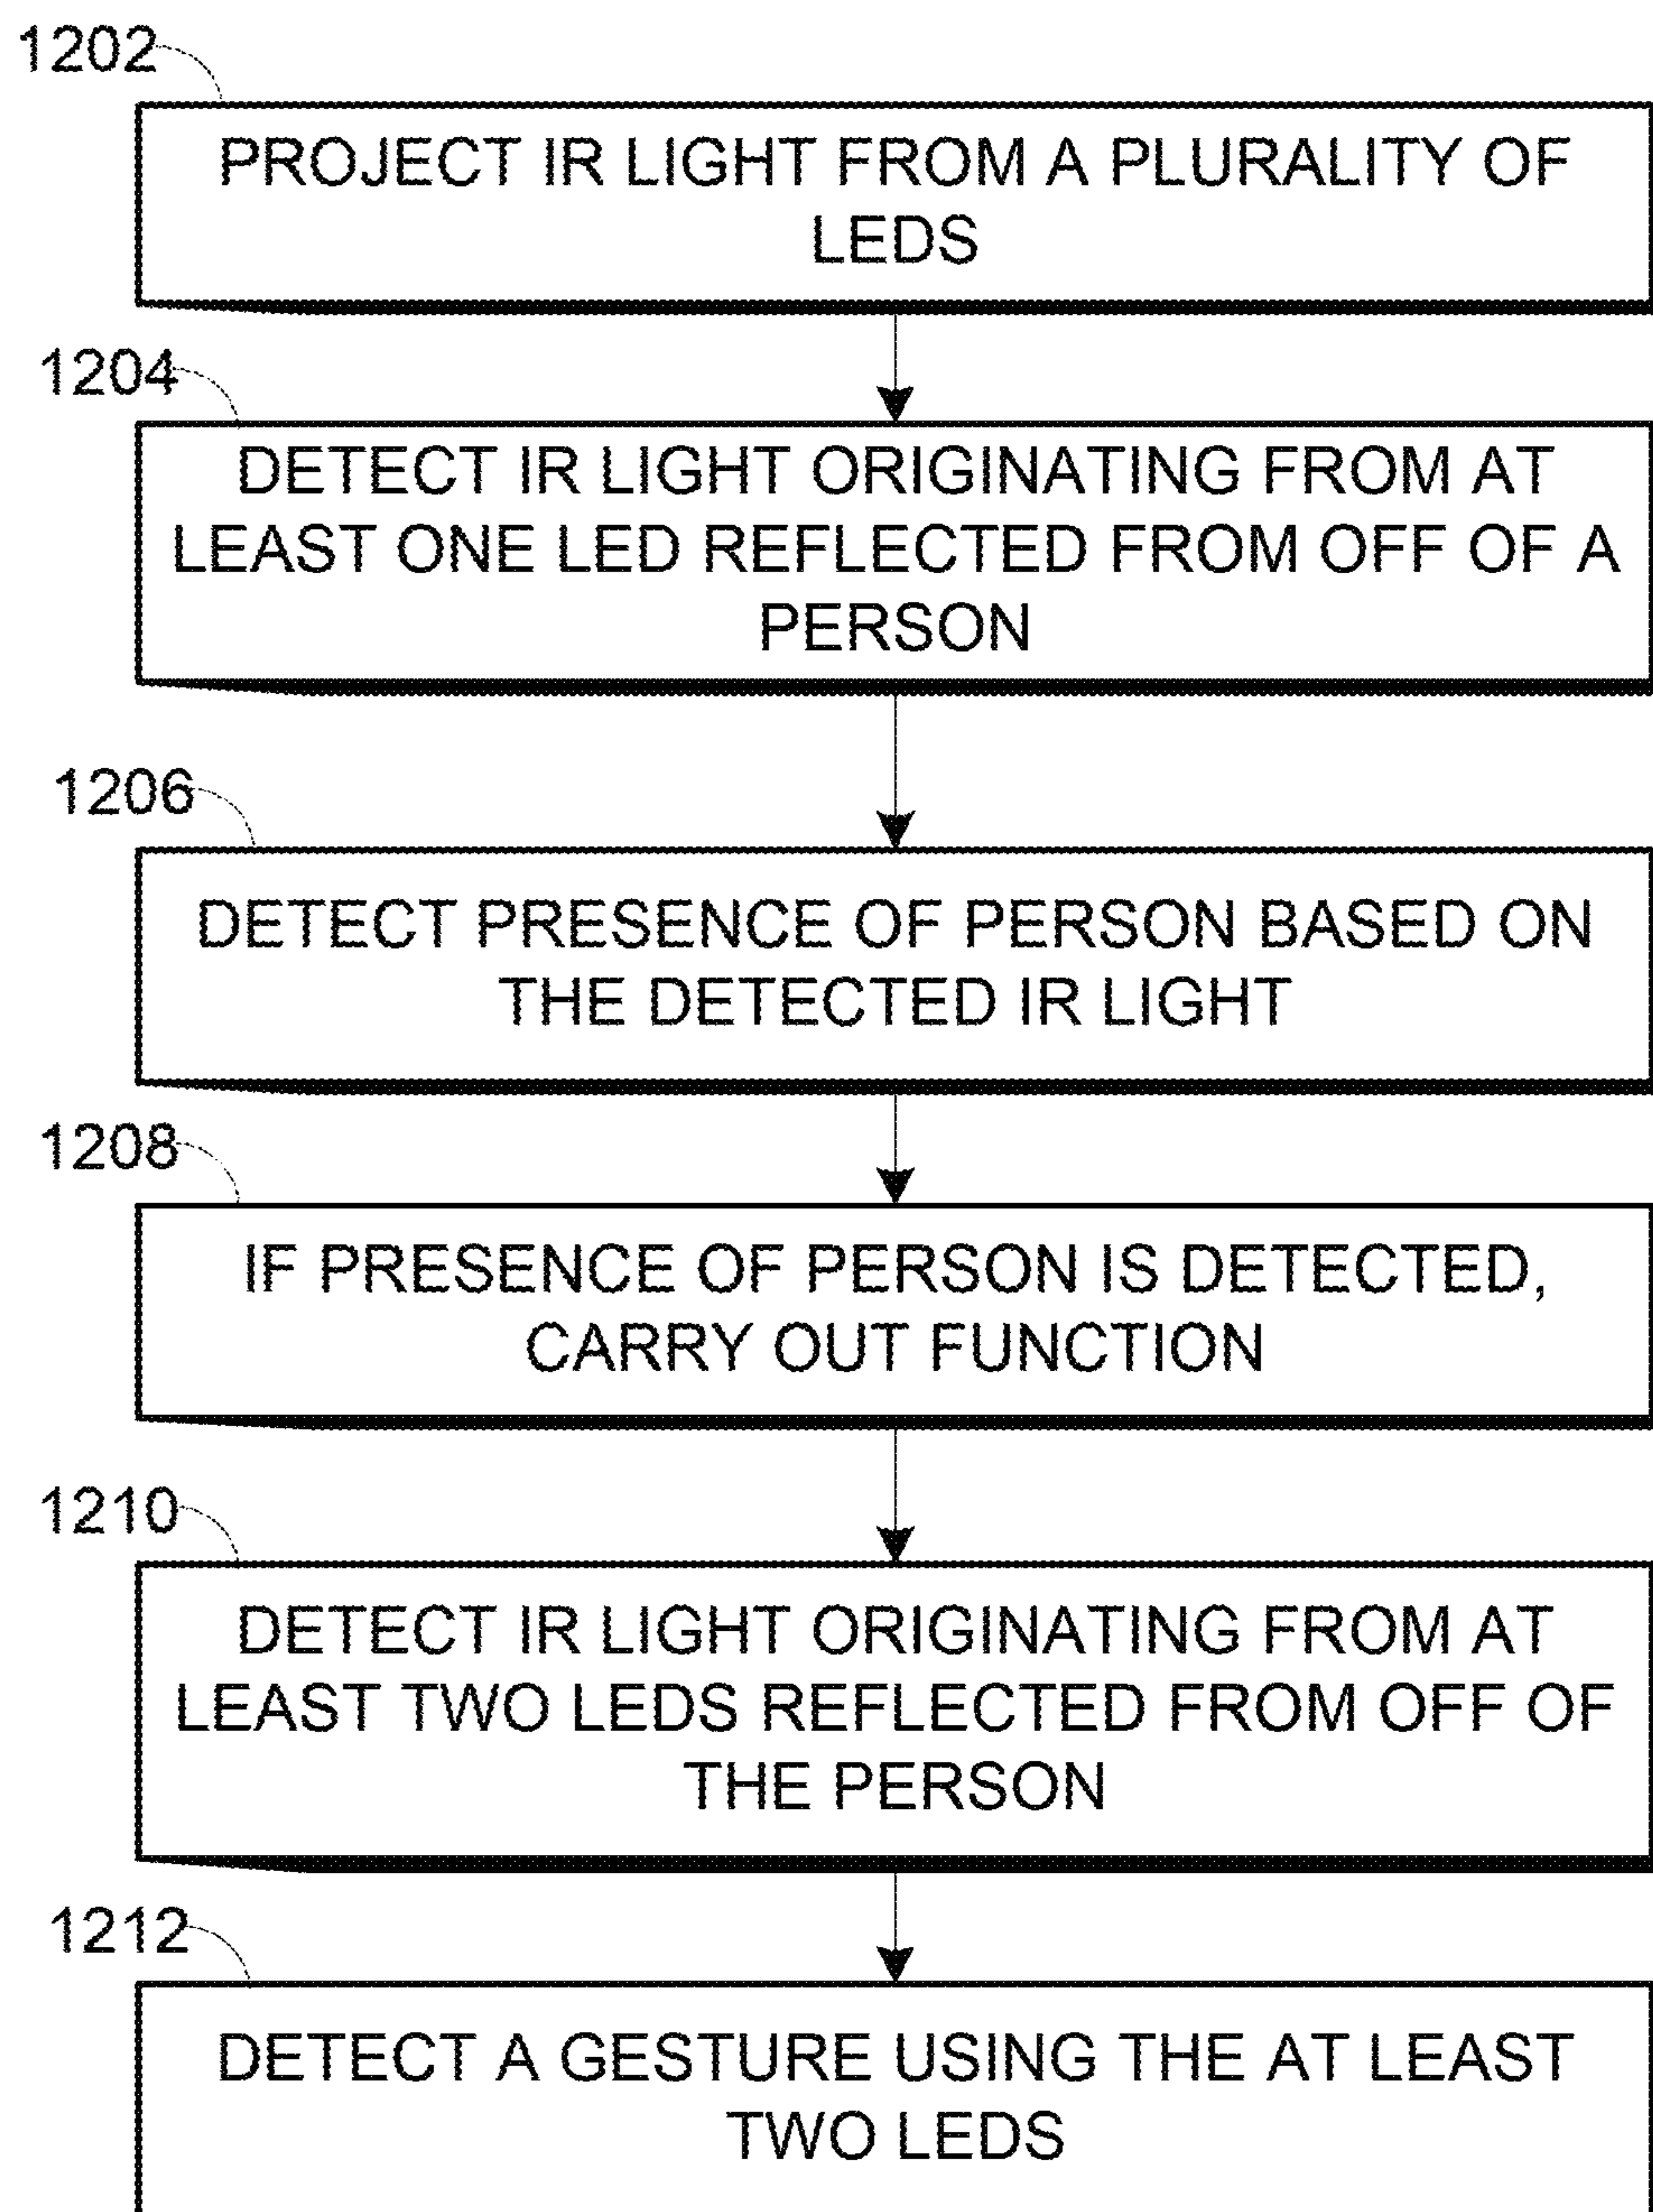 1202
PROJECT IR LIGHT FROM A PLURALITY OF
LEDS
1204
DETECT IR LIGHT ORIGINATING FROM AT
LEAST ONE LED REFLECTED FROM OFF OF A
PERSON
1206
DETECT PRESENCE OF PERSON BASED ON
THE DETECTED IR LIGHT
1208
IF PRESENCE OF PERSON IS DETECTED,
CARRY OUT FUNCTION
1210
DETECT IR LIGHT ORIGINATING FROM AT
LEAST TWO LEDS REFLECTED FROM OFF OF
THE PERSON
1212
DETECT A GESTURE USING THE AT LEAST
TWO LEDS